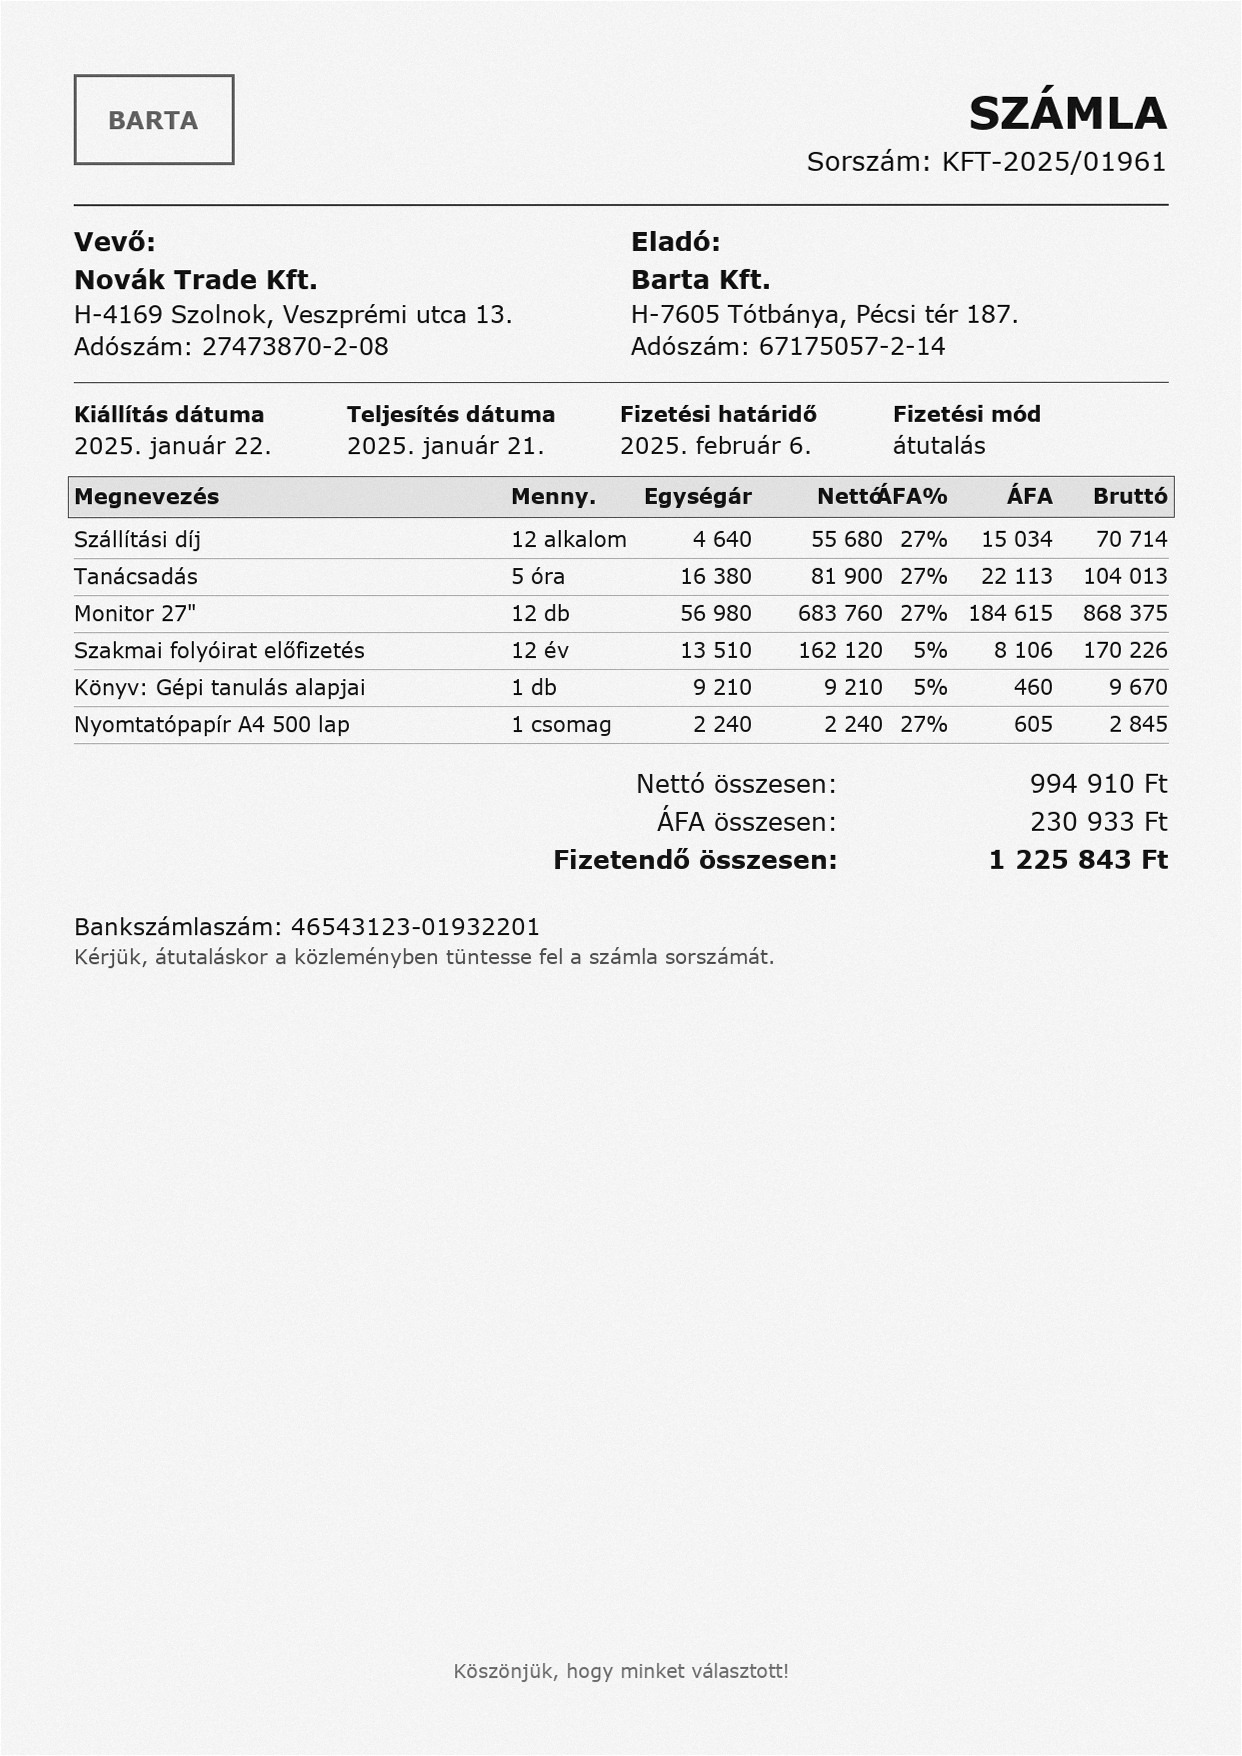 BARTA
SZÁMLA
Sorszám: KFT-2025/01961
Vevő:
Novák Trade Kft.
H-4169 Szolnok, Veszprémi utca 13.
Adószám: 27473870-2-08
Eladó:
Barta Kft.
H-7605 Tótbánya, Pécsi tér 187.
Adószám: 67175057-2-14
Kiállítás dátuma Teljesítés dátuma Fizetési határidő Fizetési mód
2025. január 22. 2025. január 21. 2025. február 6. átutalás
Megnevezés Menny. Egységár Nettó ÁFA% ÁFA Bruttó
Szállítási díj 12 alkalom 4 640 55 680 27% 15 034 70 714
Tanácsadás 5 óra 16 380 81 900 27% 22 113 104 013
Monitor 27" 12 db 56 980 683 760 27% 184 615 868 375
Szakmai folyóirat előfizetés 12 év 13 510 162 120 5% 8 106 170 226
Könyv: Gépi tanulás alapjai 1 db 9 210 9 210 5% 460 9 670
Nyomtatópapír A4 500 lap 1 csomag 2 240 2 240 27% 605 2 845
Nettó összesen: 994 910 Ft
ÁFA összesen: 230 933 Ft
Fizetendő összesen: 1 225 843 Ft
Bankszámlaszám: 46543123-01932201
Kérjük, átutaláskor a közleményben tüntesse fel a számla sorszámát.
Köszönjük, hogy minket választott!